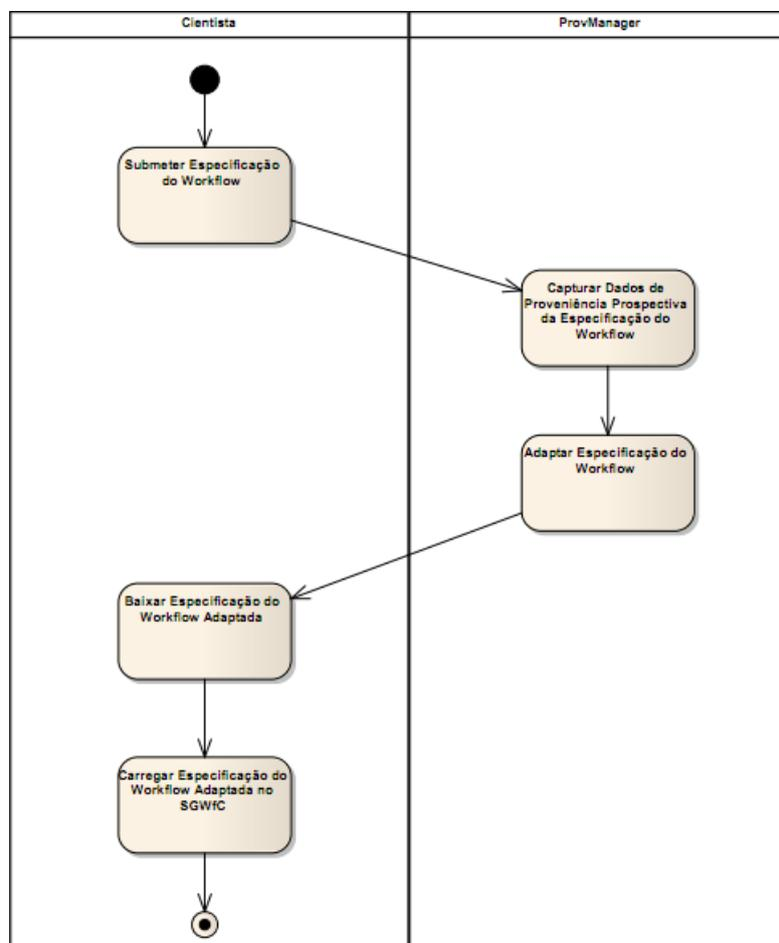 Cientista
ProvManager
Submeter Especificação
do Workflow
Capturar Dados de
Proveniência Prospectiva
da Especificação do
Workflow
Adaptar Especificação do
Workflow
Baixar Especificação do
Workflow Adaptada
Carregar Especificação do
Workflow Adaptada no
SGWfC